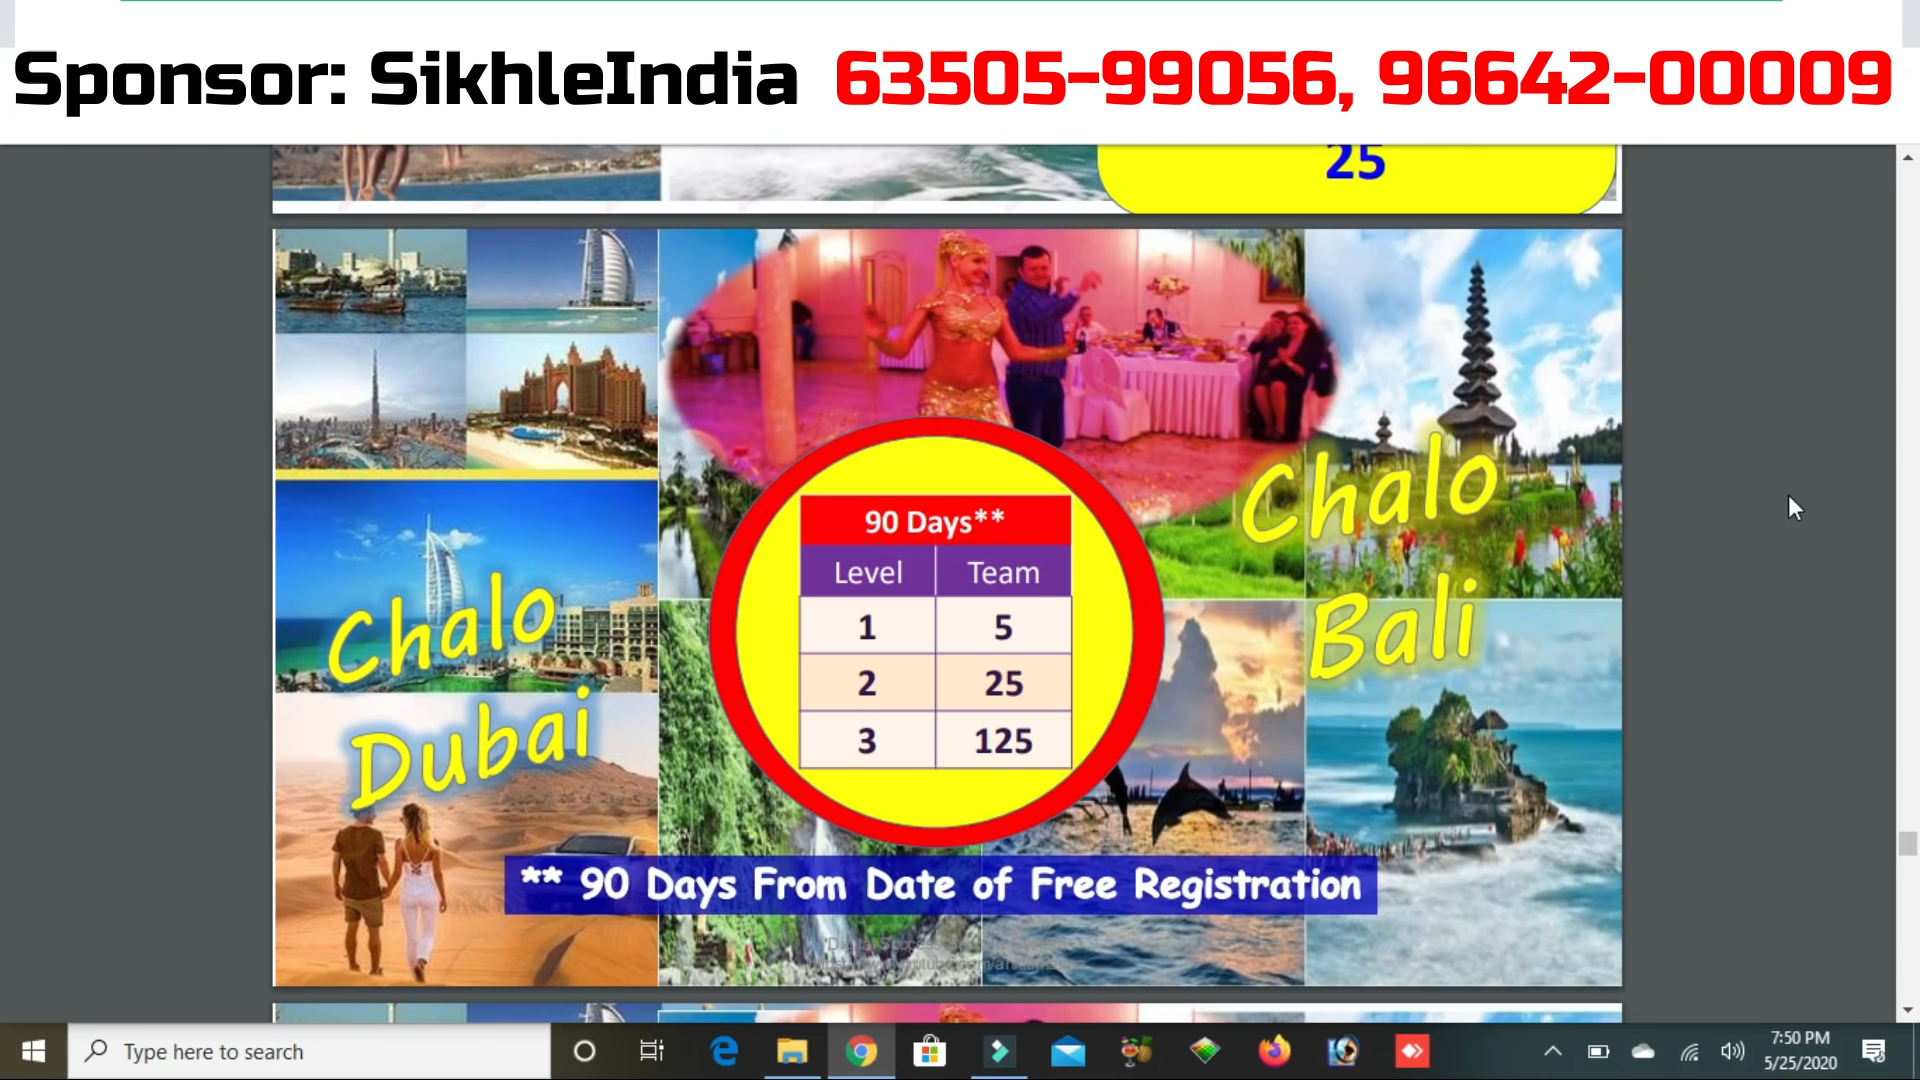 Sponsor: SikhleIndia 63505-99056, 96642-00009
25
90 Days**
Level Team
1 5
2 25
3 125
Chalo
Dubai
Chalo
Bali
** 90 Days From Date of Free Registration
Type here to search
7:50 PM
5/25/2020